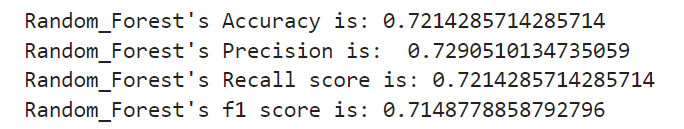 Random_Forest's Accuracy is: 0.7214285714285714
Random_Forest's Precision is:  0.7290510134735059
Random_Forest's Recall score is: 0.7214285714285714
Random_Forest's f1 score is: 0.7148778858792796